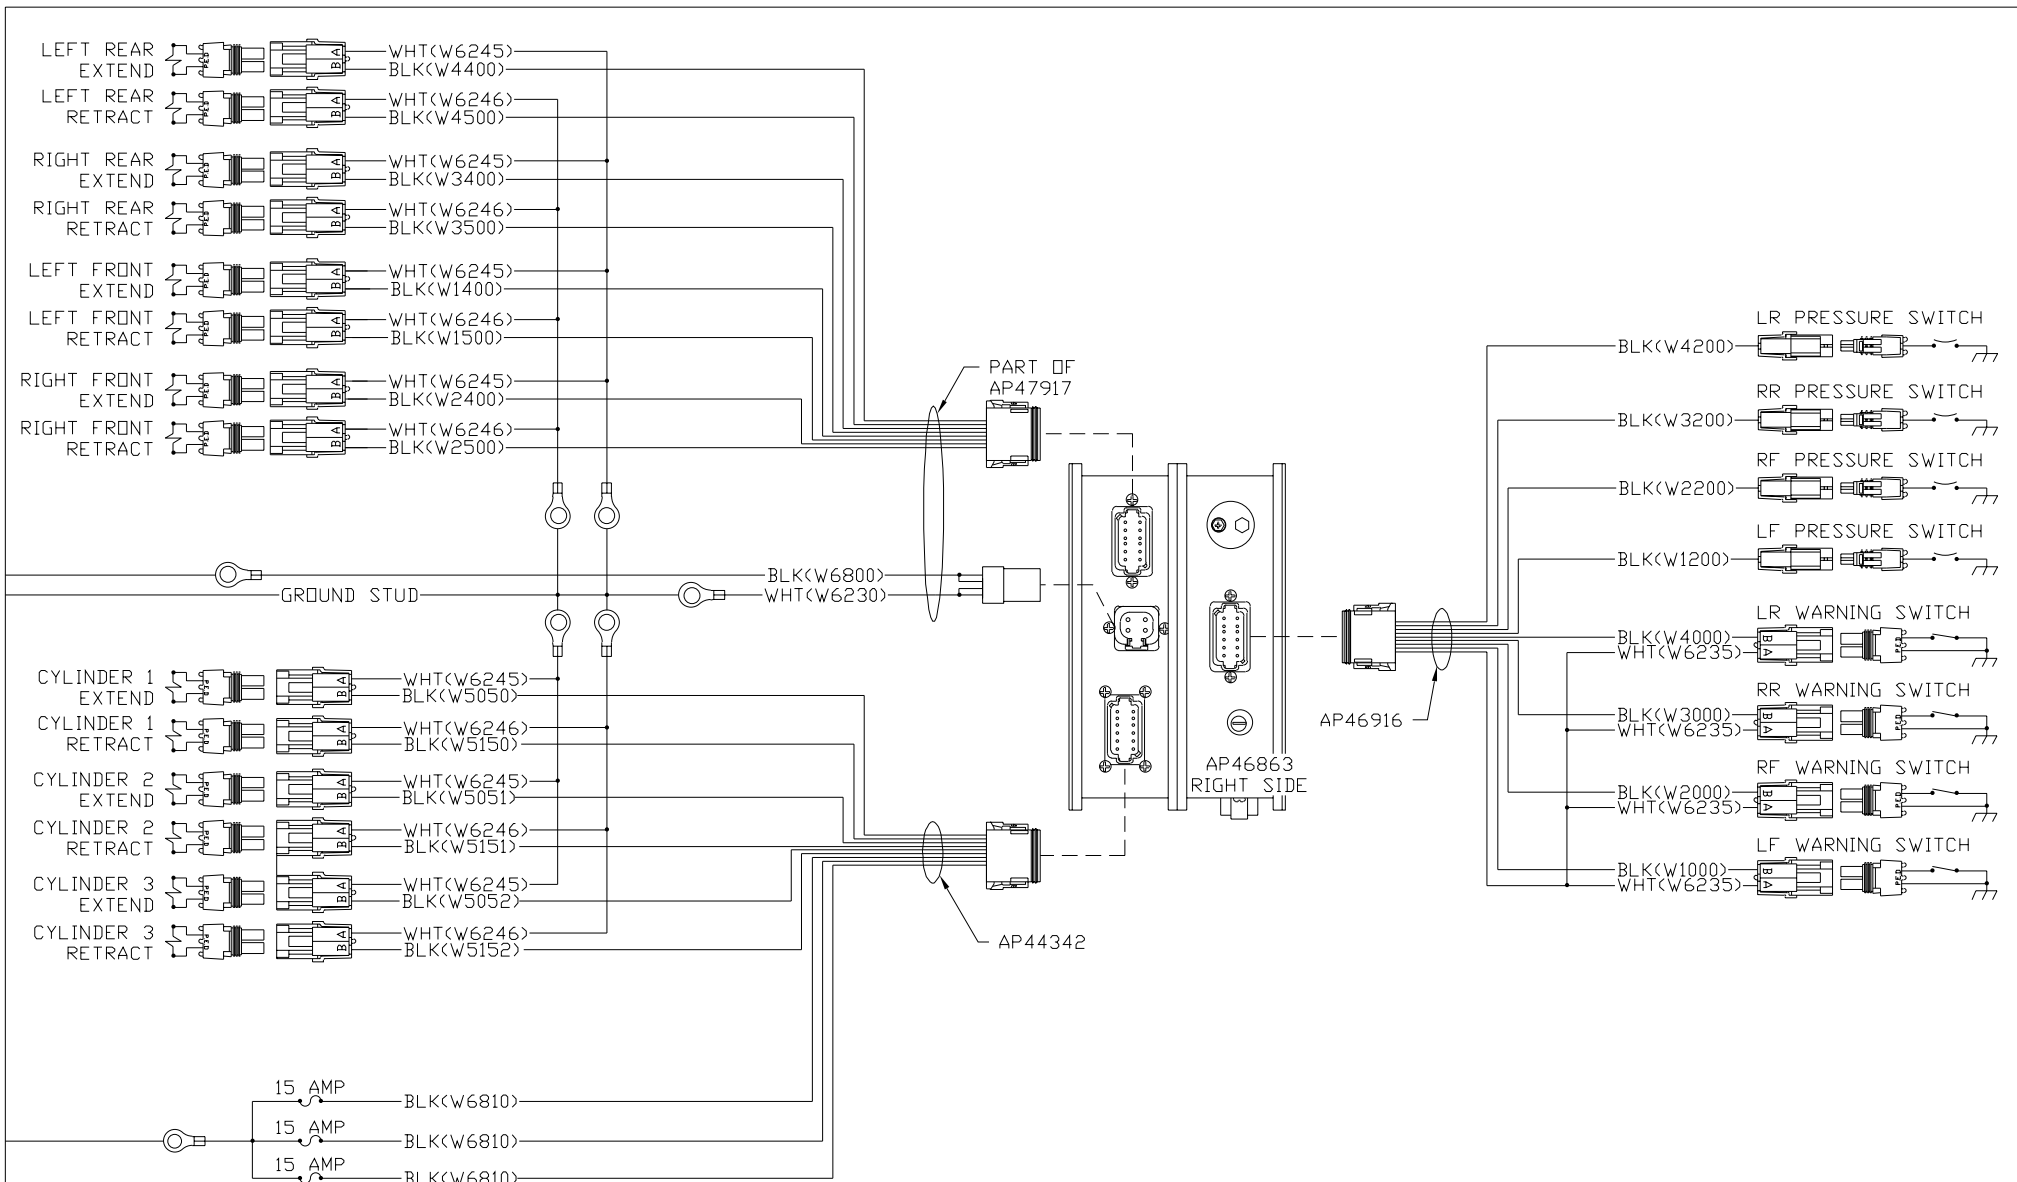 LEFT REAR
EXTEND
WHT(W6245)
BLK(W4400)
LEFT REAR
RETRACT
WHT(W6246)
BLK(W4500)
RIGHT REAR
EXTEND
WHT(W6245)
BLK(W3400)
RIGHT REAR
RETRACT
WHT(W6246)
BLK(W3500)
LEFT FRONT
EXTEND
WHT(W6245)
BLK(W1400)
LEFT FRONT
RETRACT
WHT(W6246)
BLK(W1500)
RIGHT FRONT
EXTEND
WHT(W6245)
BLK(W2400)
RIGHT FRONT
RETRACT
WHT(W6246)
BLK(W2500)
PART OF
AP47917
BLK(W6800)
GROUND STUD
WHT(W6230)
CYLINDER 1
EXTEND
WHT(W6245)
BLK(W5050)
CYLINDER 1
RETRACT
WHT(W6246)
BLK(W5150)
CYLINDER 2
EXTEND
WHT(W6245)
BLK(W5051)
CYLINDER 2
RETRACT
WHT(W6246)
BLK(W5151)
CYLINDER 3
EXTEND
WHT(W6245)
BLK(W5052)
CYLINDER 3
RETRACT
WHT(W6246)
BLK(W5152)
AP44342
15 AMP
BLK(W6810)
15 AMP
BLK(W6810)
15 AMP
BLK(W6810)
AP46863
RIGHT SIDE
AP46916
LR PRESSURE SWITCH
BLK(W4200)
RR PRESSURE SWITCH
BLK(W3200)
RF PRESSURE SWITCH
BLK(W2200)
LF PRESSURE SWITCH
BLK(W1200)
LR WARNING SWITCH
BLK(W4000)
WHT(W6235)
B
A
RR WARNING SWITCH
BLK(W3000)
WHT(W6235)
B
A
RF WARNING SWITCH
BLK(W2000)
WHT(W6235)
B
A
LF WARNING SWITCH
BLK(W1000)
WHT(W6235)
B
A